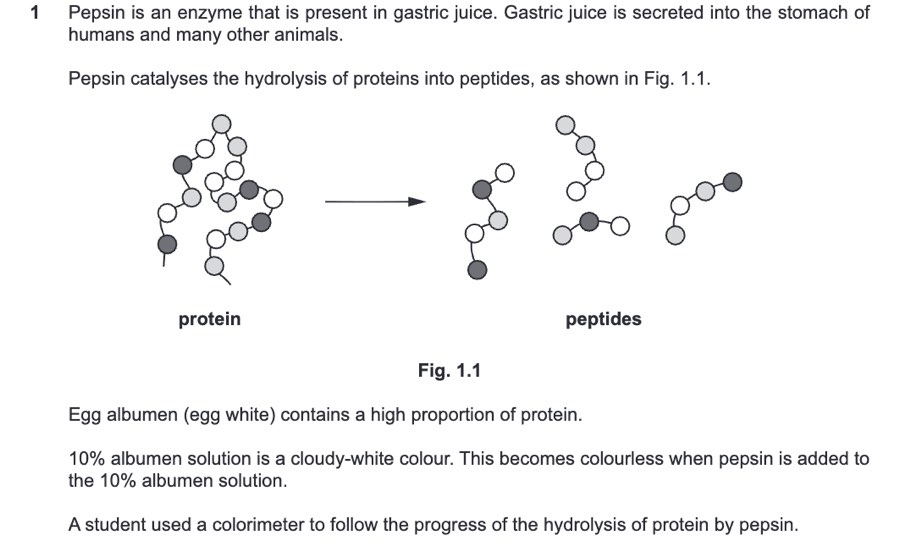 1 Pepsin is an enzyme that is present in gastric juice. Gastric juice is secreted into the stomach of
humans and many other animals.
Pepsin catalyses the hydrolysis of proteins into peptides, as shown in Fig. 1.1.
protein peptides
Fig. 1.1
Egg albumen (egg white) contains a high proportion of protein.
10% albumen solution is a cloudy-white colour. This becomes colourless when pepsin is added to
the 10% albumen solution.
A student used a colorimeter to follow the progress of the hydrolysis of protein by pepsin.